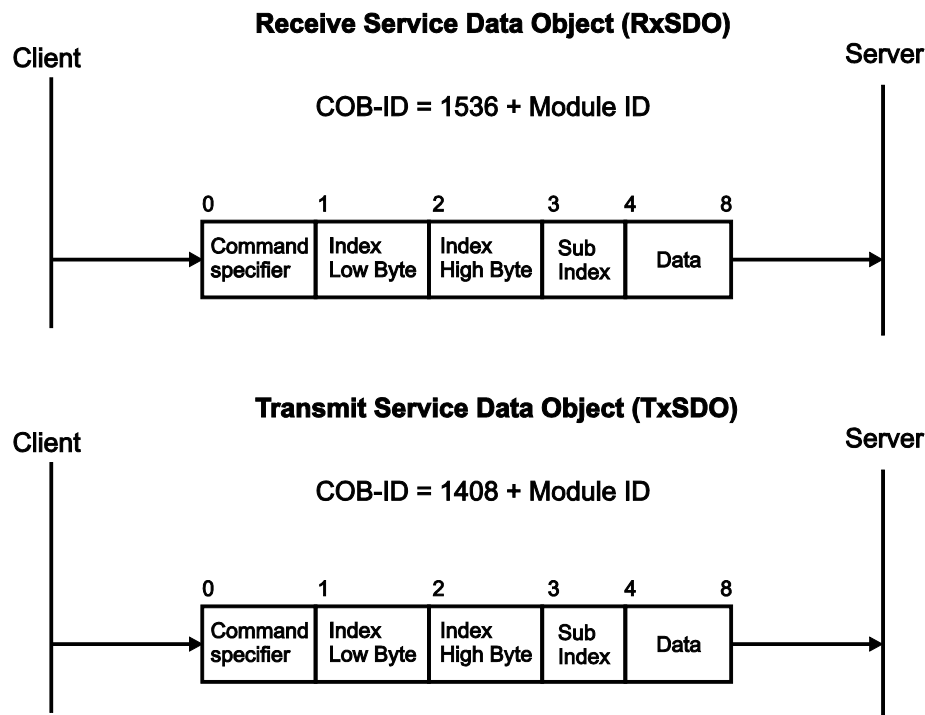 Receive Service Data Object (RxSDO)
Client
Server
COB-ID = 1536 + Module ID
0 1 2 3 4 8
Command specifier
Index Low Byte
Index High Byte
Sub Index
Data
Transmit Service Data Object (TxSDO)
Client
Server
COB-ID = 1408 + Module ID
0 1 2 3 4 8
Command specifier
Index Low Byte
Index High Byte
Sub Index
Data